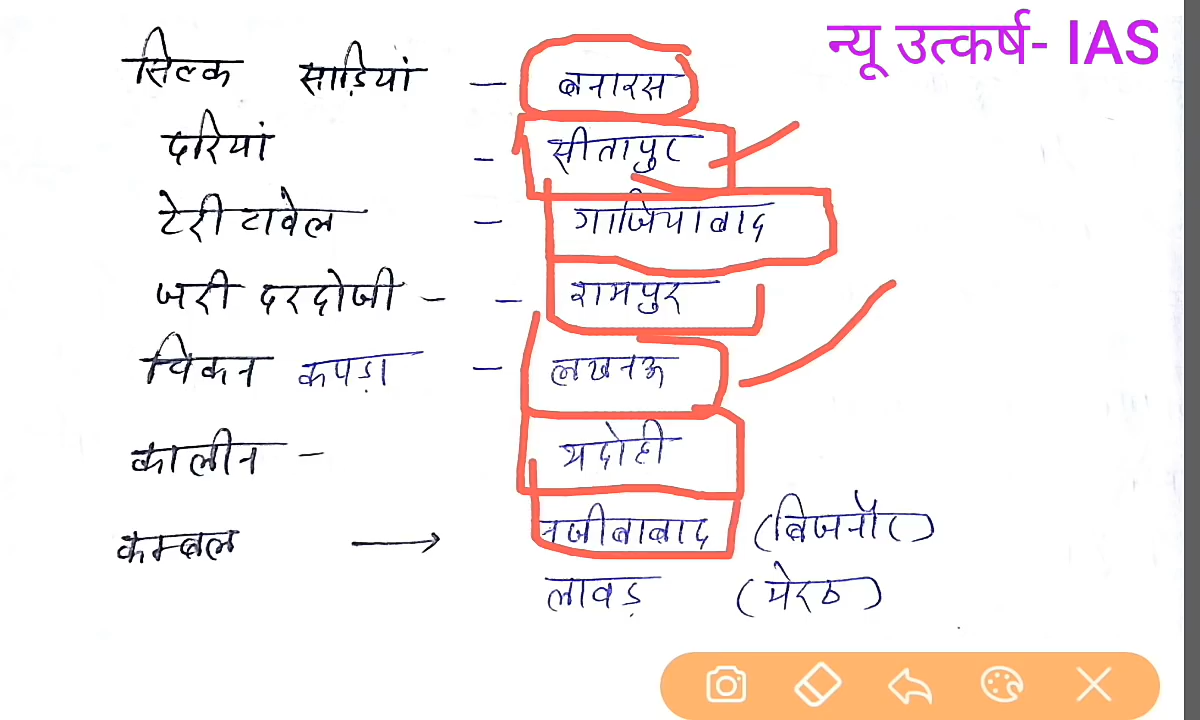 न्यू उत्कर्ष- IAS
सिल्क साड़ियां - बनारस
दरियां - सीतापुर
टेरी टावेल - गाजियाबाद
जरी दरदोजी - - रामपुर
चिकन कपड़ा - लखनऊ
कालीन - भदोही
कम्बल → नजीबाबाद (बिजनौर)
लावड़ (मेरठ)